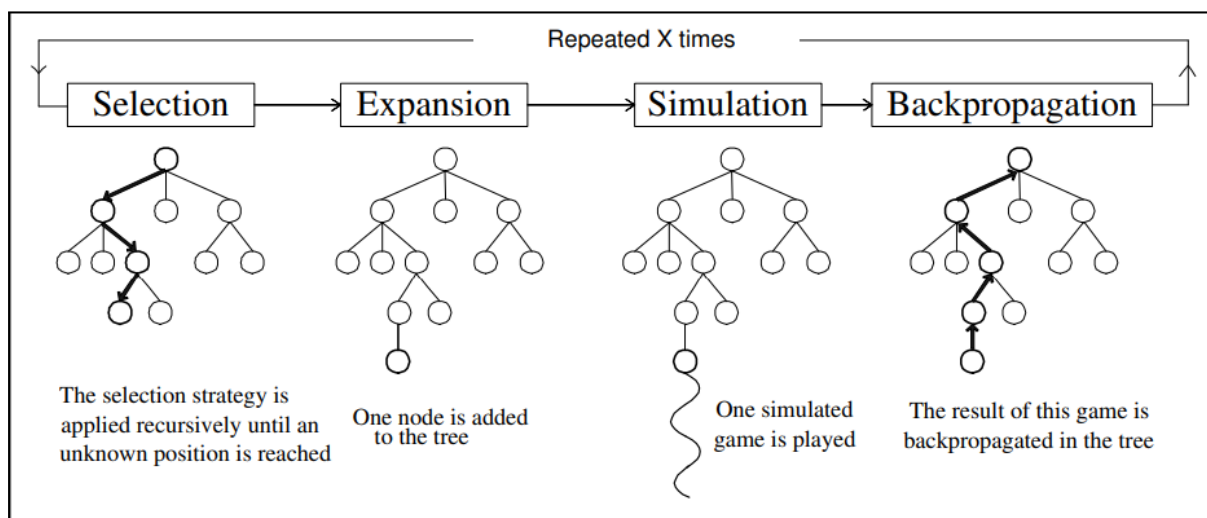 Repeated X times
Selection
Expansion
Simulation
Backpropagation
The selection strategy is
applied recursively until an
unknown position is reached
One node is added
to the tree
One simulated
game is played
The result of this game is
backpropagated in the tree